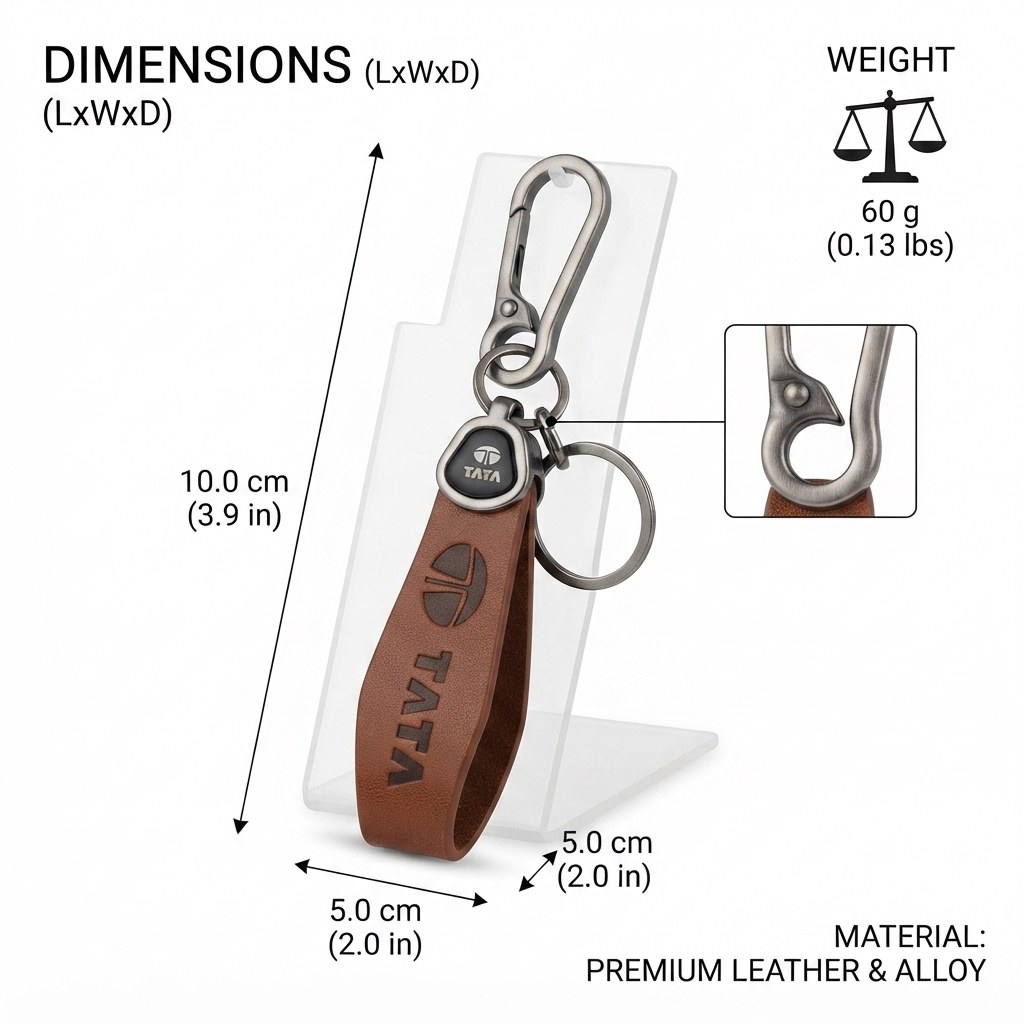 DIMENSIONS (LxWxD)
(LxWxD)
WEIGHT
60 g
(0.13 lbs)
10.0 cm
(3.9 in)
TATA
TATA
5.0 cm
(2.0 in)
5.0 cm
(2.0 in)
MATERIAL:
PREMIUM LEATHER & ALLOY